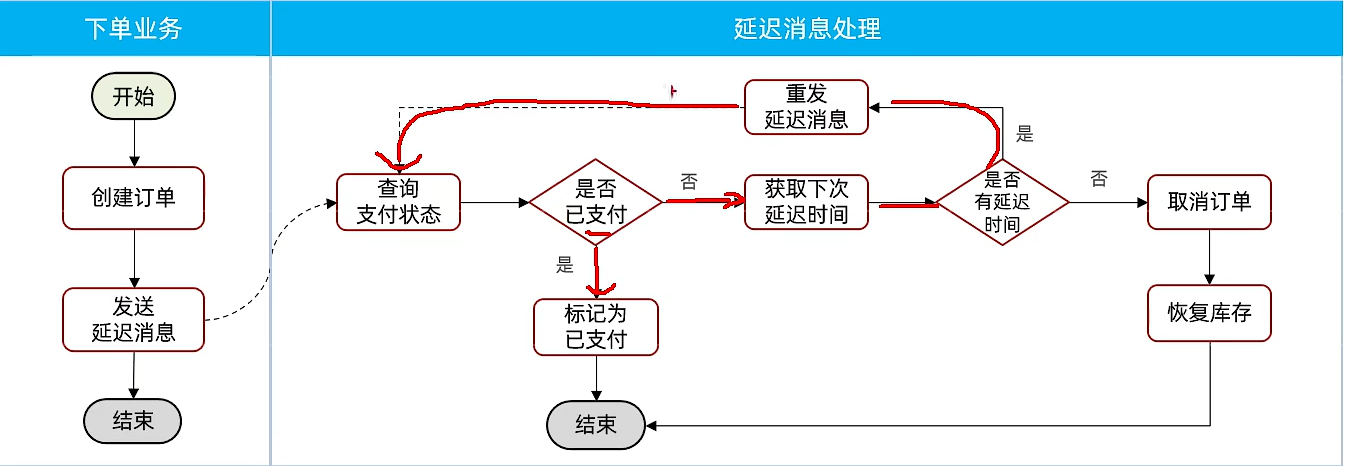 下单业务
延迟消息处理
开始
创建订单
发送
延迟消息
结束
查询
支付状态
是否
已支付
是
标记为
已支付
结束
否
获取下次
延迟时间
是否
有延迟
时间
是
重发
延迟消息
否
取消订单
恢复库存